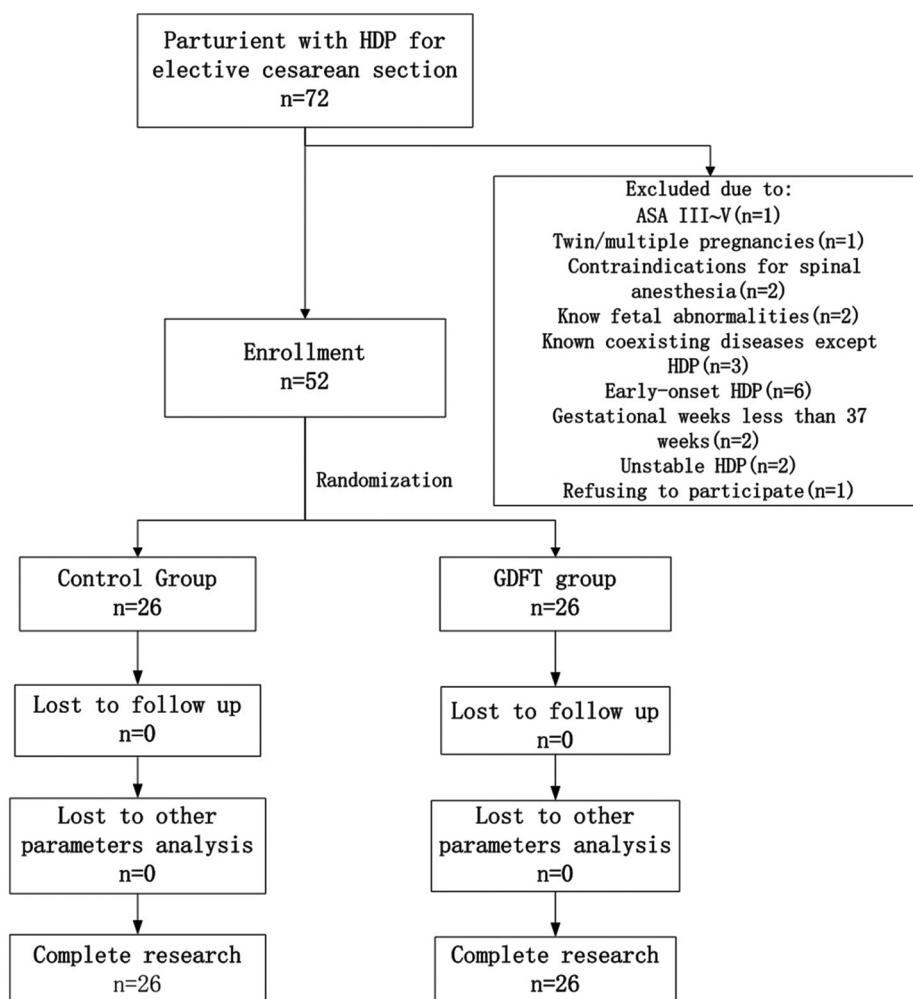 Parturient with HDP for
elective cesarean section
n=72
Excluded due to:
ASA III~V(n=1)
Twin/multiple pregnancies(n=1)
Contraindications for spinal
anesthesia(n=2)
Know fetal abnormalities(n=2)
Known coexisting diseases except
HDP(n=3)
Early-onset HDP(n=6)
Gestational weeks less than 37
weeks(n=2)
Unstable HDP(n=2)
Refusing to participate(n=1)
Enrollment
n=52
Randomization
Control Group
n=26
GDFT group
n=26
Lost to follow up
n=0
Lost to follow up
n=0
Lost to other
parameters analysis
n=0
Lost to other
parameters analysis
n=0
Complete research
n=26
Complete research
n=26